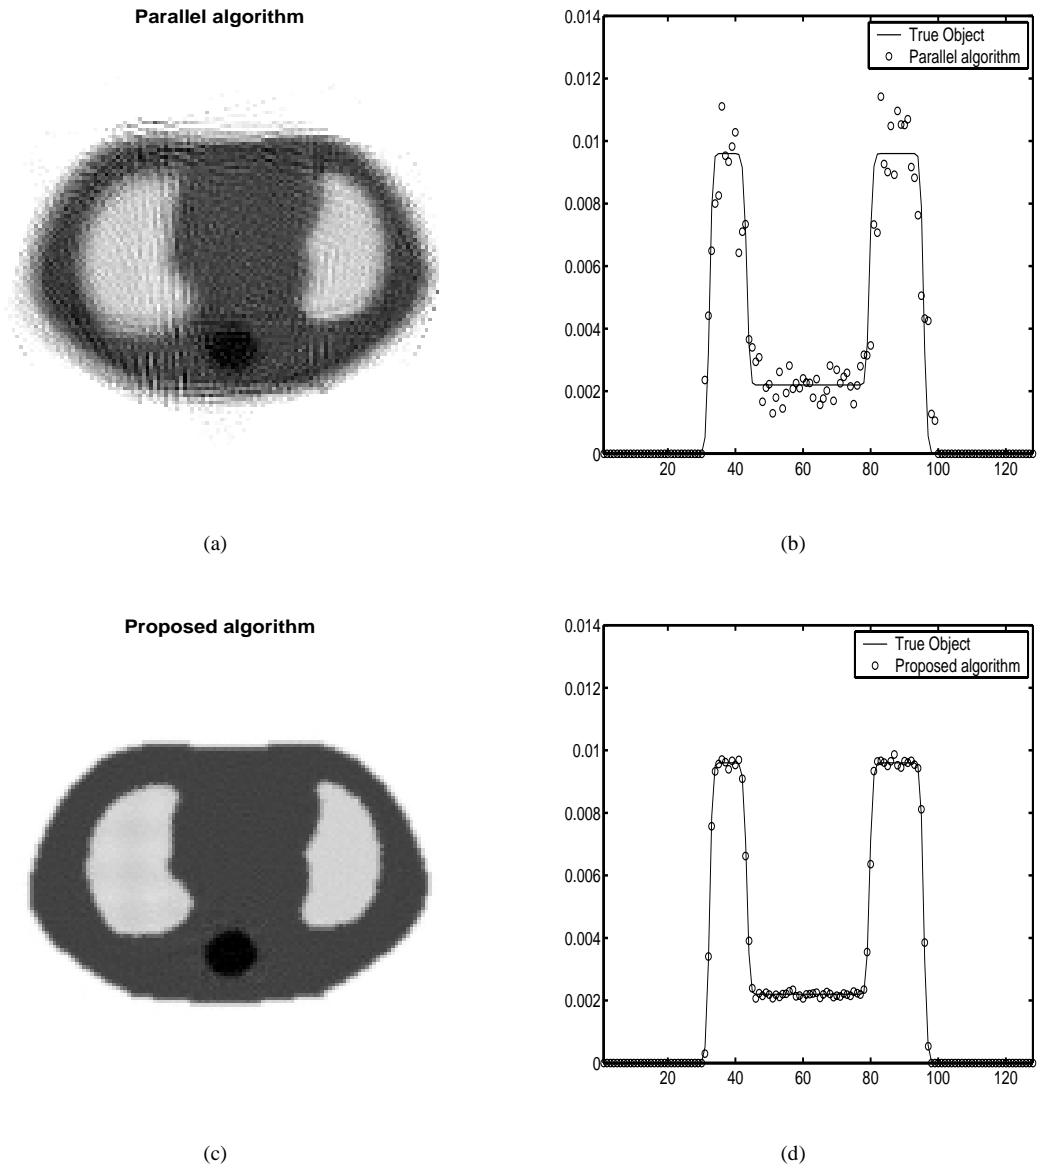 Parallel algorithm
0.014
0.012
0.01
0.008
0.006
0.004
0.002
0
20 40 60 80 100 120
True Object
Parallel algorithm
(a)
(b)
Proposed algorithm
0.014
0.012
0.01
0.008
0.006
0.004
0.002
0
20 40 60 80 100 120
True Object
Proposed algorithm
(c)
(d)